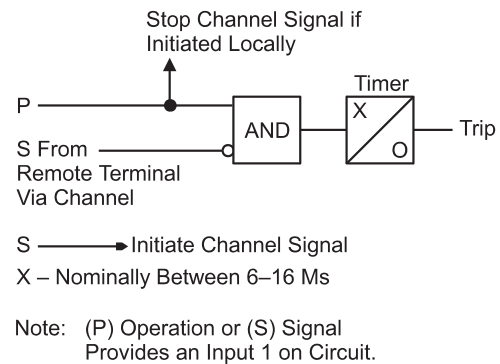 Stop Channel Signal if
Initiated Locally
Timer
P
X
AND
Trip
O
S From
Remote Terminal
Via Channel
S Initiate Channel Signal
X – Nominally Between 6–16 Ms
Note: (P) Operation or (S) Signal
Provides an Input 1 on Circuit.